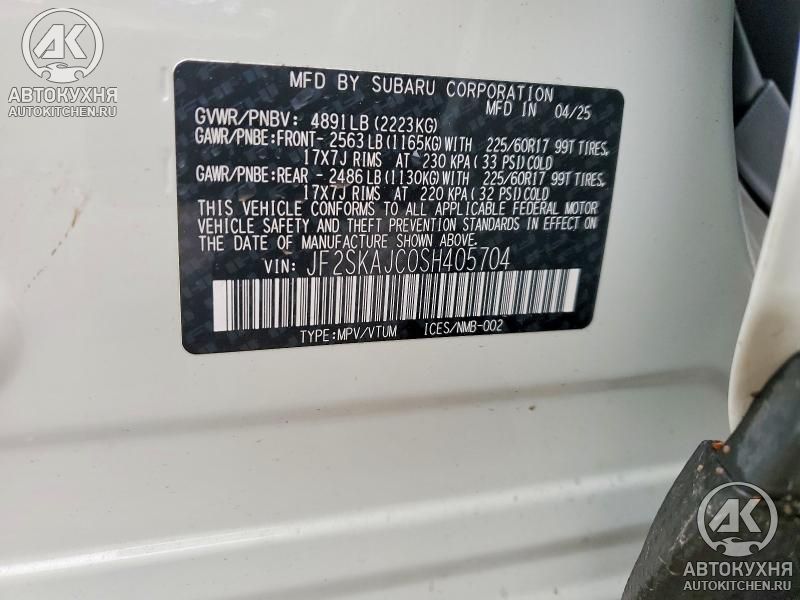 АК
АВТОКУХНЯ
AUTOKITCHEN.RU
MFD BY SUBARU CORPORATION
GVWR/PNBV: 4891LB (2223KG) MFD IN 04/25
GAWR/PNBE:FRONT- 2563LB (1165KG) WITH 225/60R17 99T TIRES,
17X7J RIMS AT 230 KPA (33 PSI) COLD
GAWR/PNBE:REAR - 2486LB (1130KG) WITH 225/60R17 99T TIRES,
17X7J RIMS AT 220 KPA (32 PSI) COLD
THIS VEHICLE CONFORMS TO ALL APPLICABLE FEDERAL MOTOR
VEHICLE SAFETY AND THEFT PREVENTION STANDARDS IN EFFECT ON
THE DATE OF MANUFACTURE SHOWN ABOVE.
VIN: JF2SKAJC0SH405704
TYPE:MPV/VTUM ICES/NMB-002
АК
АВТОКУХНЯ
AUTOKITCHEN.RU